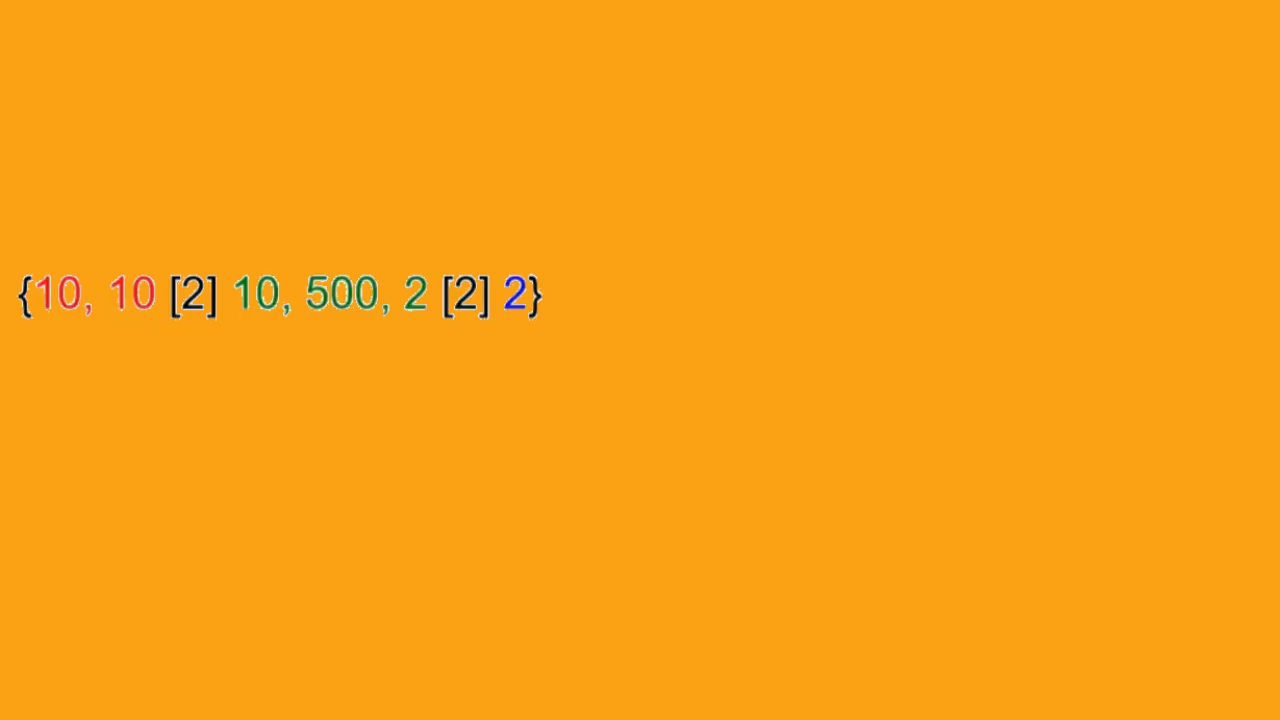 {10, 10 [2] 10, 500, 2 [2] 2}